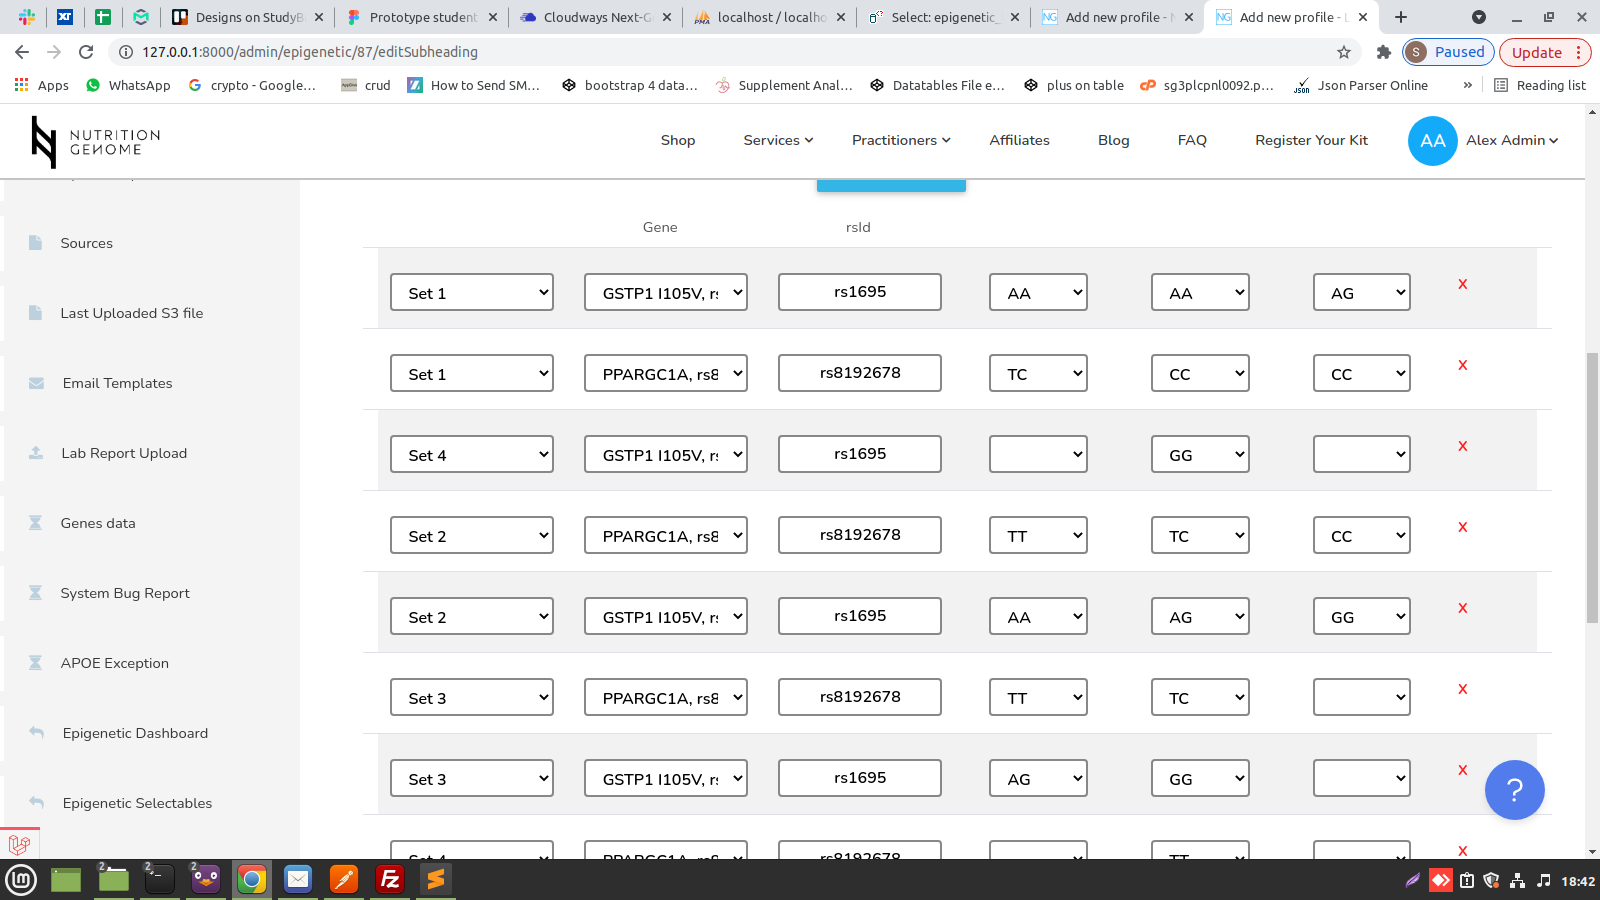 Designs on StudyB
Prototype student
Cloudways Next-G
localhost / localho
Select: epigenetic_
Add new profile - N
Add new profile - L
127.0.0.1:8000/admin/epigenetic/87/editSubheading
S Paused
Update
Apps
WhatsApp
crypto - Google...
crud
How to Send SM...
bootstrap 4 data...
Supplement Anal...
Datatables File e...
plus on table
sg3plcpnl0092.p...
Json Parser Online
»
Reading list
NUTRITION
GENOME
Shop
Services
Practitioners
Affiliates
Blog
FAQ
Register Your Kit
AA
Alex Admin
Sources
Last Uploaded S3 file
Email Templates
Lab Report Upload
Genes data
System Bug Report
APOE Exception
Epigenetic Dashboard
Epigenetic Selectables
Gene rsId
Set 1 GSTP1 I105V, rs rs1695 AA AA AG x
Set 1 PPARGC1A, rs8 rs8192678 TC CC CC x
Set 4 GSTP1 I105V, rs rs1695 GG x
Set 2 PPARGC1A, rs8 rs8192678 TT TC CC x
Set 2 GSTP1 I105V, rs rs1695 AA AG GG x
Set 3 PPARGC1A, rs8 rs8192678 TT TC x
Set 3 GSTP1 I105V, rs rs1695 AG GG x
Set 4 PPARGC1A, rs8 rs8192678 TT x
?
18:42